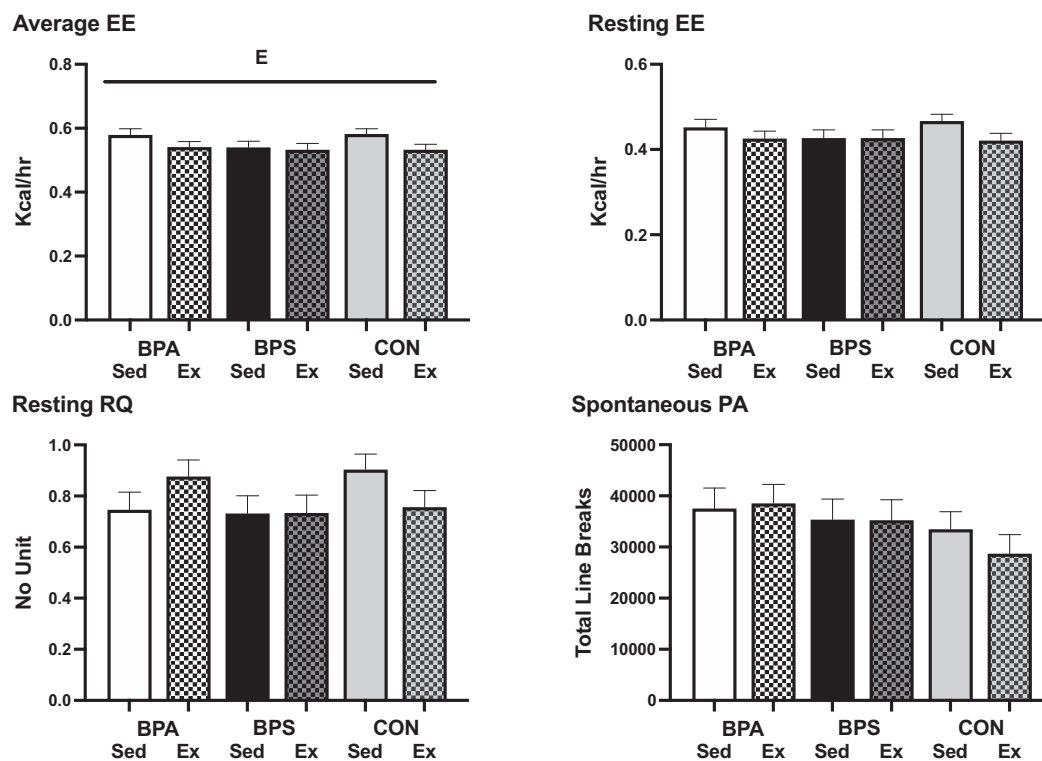 Average EE
E
Kcal/hr
0.8
0.6
0.4
0.2
0.0
BPA BPS CON
Sed Ex Sed Ex Sed Ex
Resting EE
Kcal/hr
0.6
0.4
0.2
0.0
BPA BPS CON
Sed Ex Sed Ex Sed Ex
Resting RQ
No Unit
1.0
0.8
0.6
0.4
0.2
0.0
BPA BPS CON
Sed Ex Sed Ex Sed Ex
Spontaneous PA
Total Line Breaks
50000
40000
30000
20000
10000
0
BPA BPS CON
Sed Ex Sed Ex Sed Ex